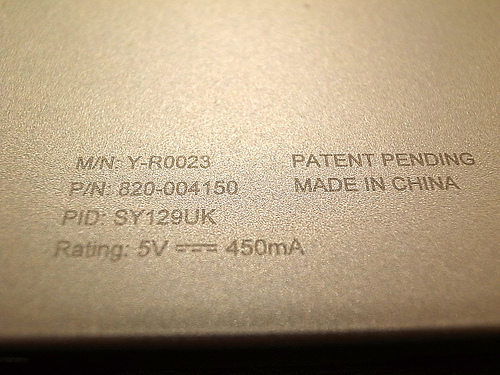 M/N: Y-R0023
P/N: 820-004150
PID: SY129UK
Rating: 5V ⎓ 450mA
PATENT PENDING
MADE IN CHINA